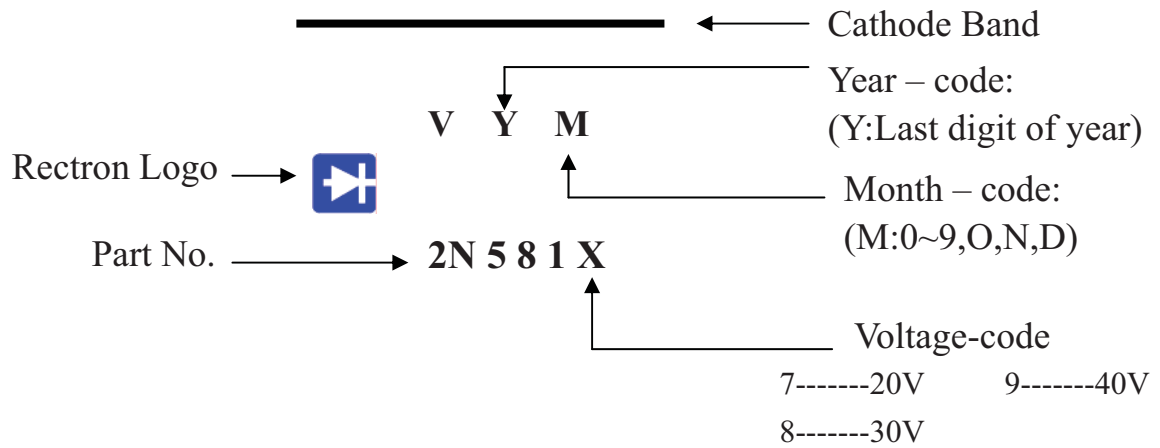 Cathode Band
Year – code:
(Y:Last digit of year)
V Y M
Rectron Logo
Month – code:
(M:0~9,O,N,D)
Part No.
2N 5 8 1 X
Voltage-code
7-------20V 9-------40V
8-------30V